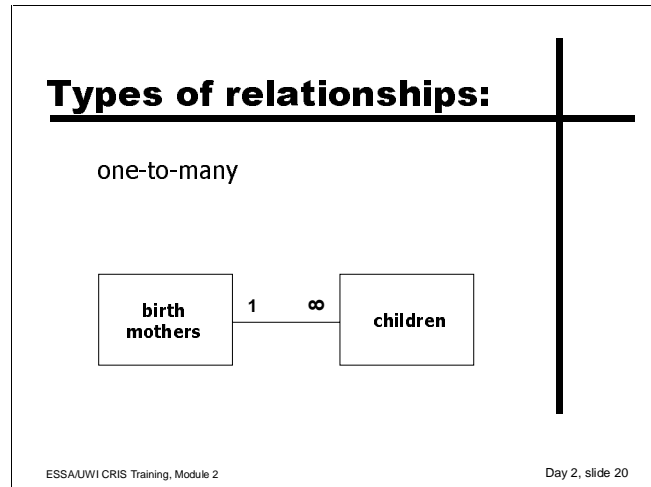 Types of relationships:
one-to-many
birth
mothers
1
∞
children
ESSA/UWI CRIS Training, Module 2
Day 2, slide 20